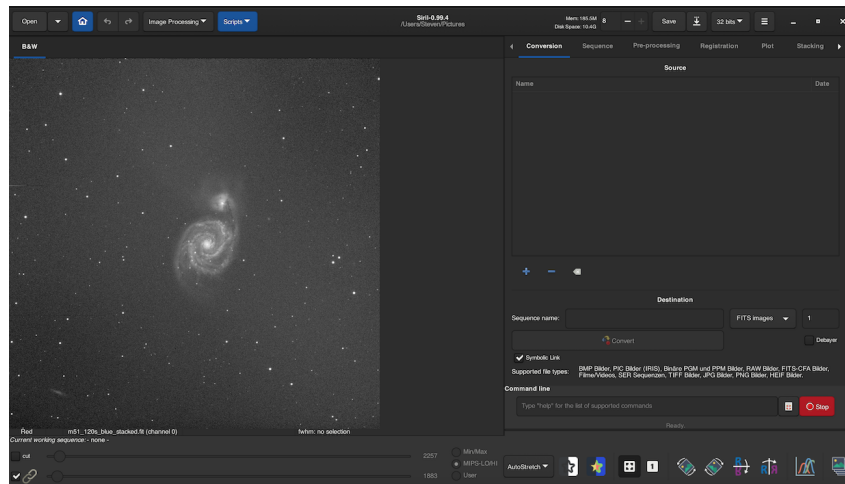 Open
Image Processing
Scripts
Siril-0.99.4
/Users/Steven/Pictures
Mem: 185.5M
Disk Space: 10.4G
8
Save
32 bits
B&W
Conversion Sequence Pre-processing Registration Plot Stacking
Source
Name Date
Destination
Sequence name:
FITS images
1
Convert
Debayer
Symbolic Link
Supported file types:
BMP Bilder, PIC Bilder (IRIS), Binäre PGM und PPM Bilder, RAW Bilder, FITS-CFA Bilder,
Filme/Videos, SER Sequenzen, TIFF Bilder, JPG Bilder, PNG Bilder, HEIF Bilder.
Command line
Type "help" for the list of supported commands
Stop
Ready.
Red m51_120s_blue_stacked.fit (channel 0) fwhm: no selection
Current working sequence: - none -
cut
2257
1883
Min/Max
MIPS-LO/HI
User
AutoStretch
1
R
R